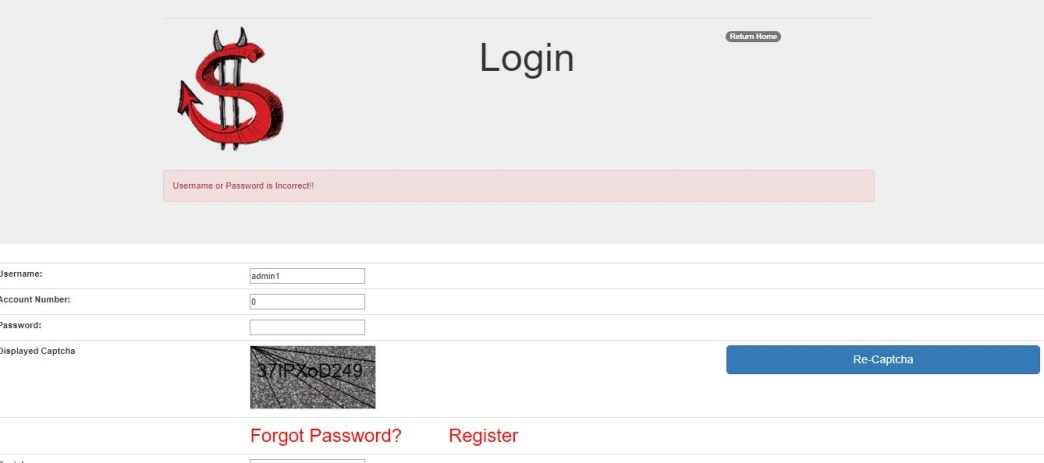 Return Home
Login
Username or Password is Incorrect!!
Username:
admin1
Account Number:
0
Password:
Displayed Captcha
Re-Captcha
Forgot Password? Register